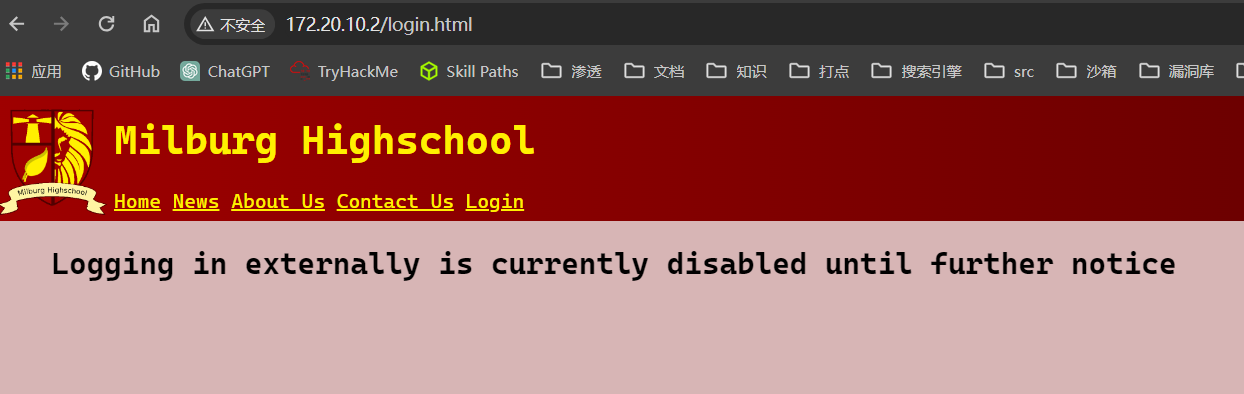 不安全 172.20.10.2/login.html
应用 GitHub ChatGPT TryHackMe Skill Paths 渗透 文档 知识 打点 搜索引擎 src 沙箱 漏洞库
Milburg Highschool
Milburg Highschool
Home News About Us Contact Us Login
Logging in externally is currently disabled until further notice